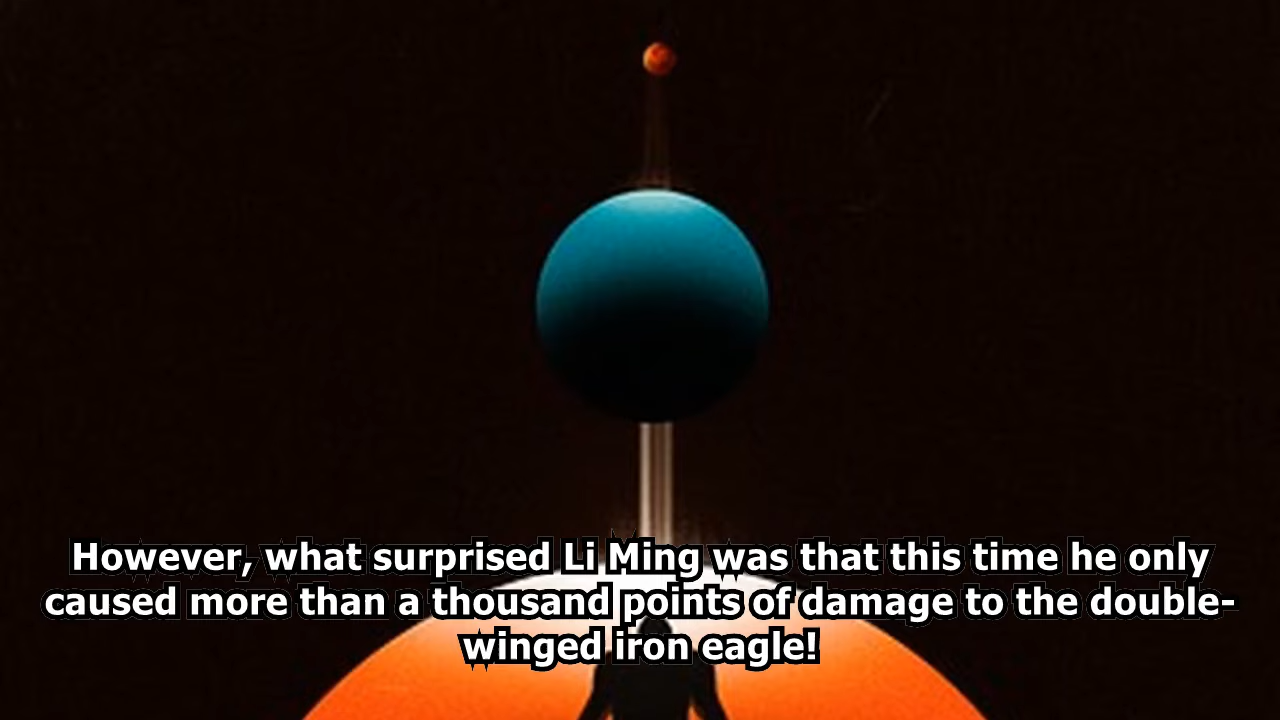 However, what surprised Li Ming was that this time he only
caused more than a thousand points of damage to the double-
winged iron eagle!